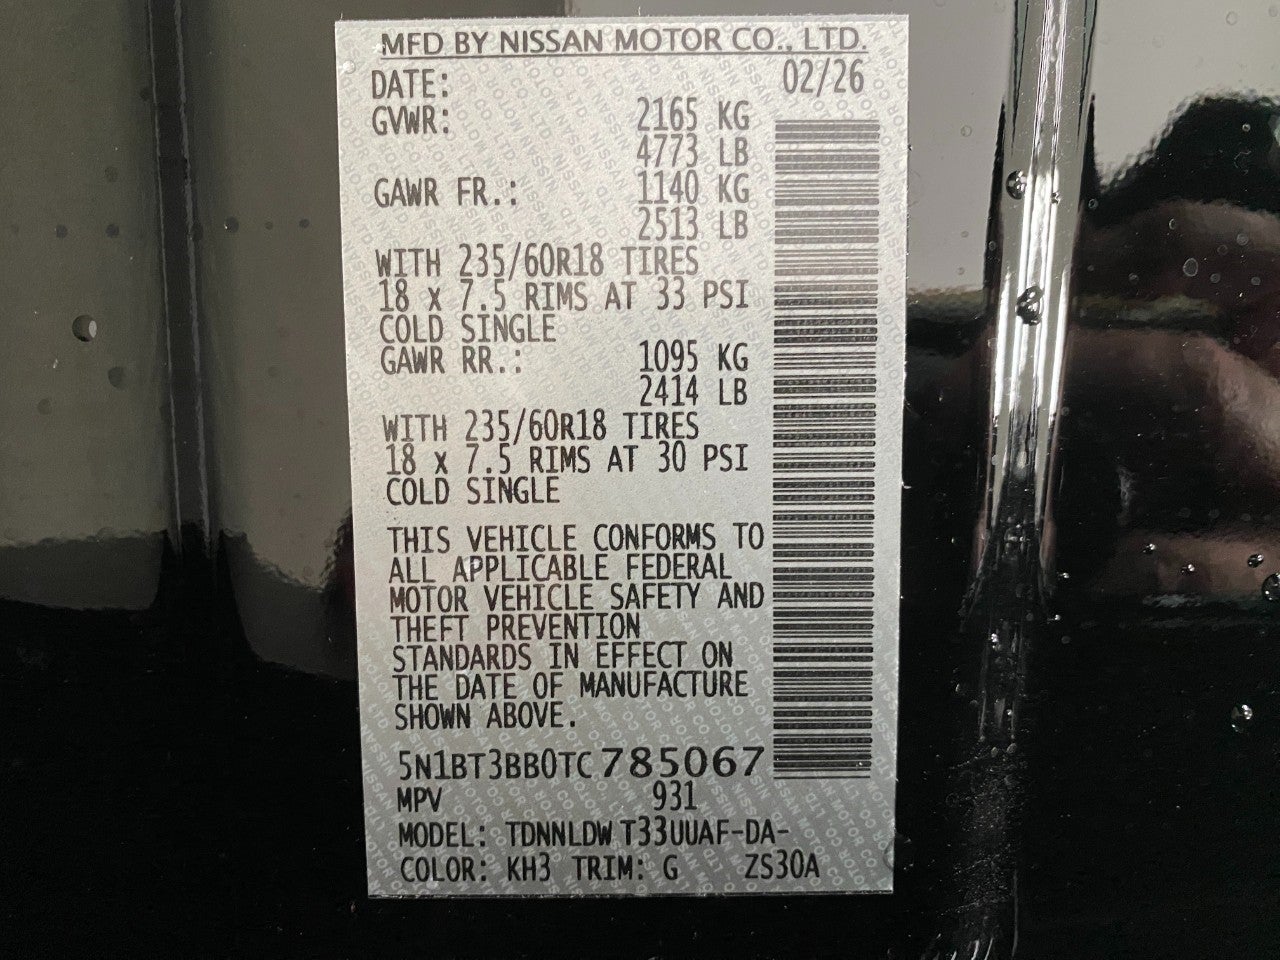 MFD BY NISSAN MOTOR CO., LTD.
DATE: 02/26
GVWR: 2165 KG
4773 LB
GAWR FR.: 1140 KG
2513 LB
WITH 235/60R18 TIRES
18 x 7.5 RIMS AT 33 PSI
COLD SINGLE
GAWR RR.: 1095 KG
2414 LB
WITH 235/60R18 TIRES
18 x 7.5 RIMS AT 30 PSI
COLD SINGLE
THIS VEHICLE CONFORMS TO
ALL APPLICABLE FEDERAL
MOTOR VEHICLE SAFETY AND
THEFT PREVENTION
STANDARDS IN EFFECT ON
THE DATE OF MANUFACTURE
SHOWN ABOVE.
5N1BT3BB0TC785067
MPV 931
MODEL: TDNNLDW T33UUAF-DA-
COLOR: KH3 TRIM: G ZS30A